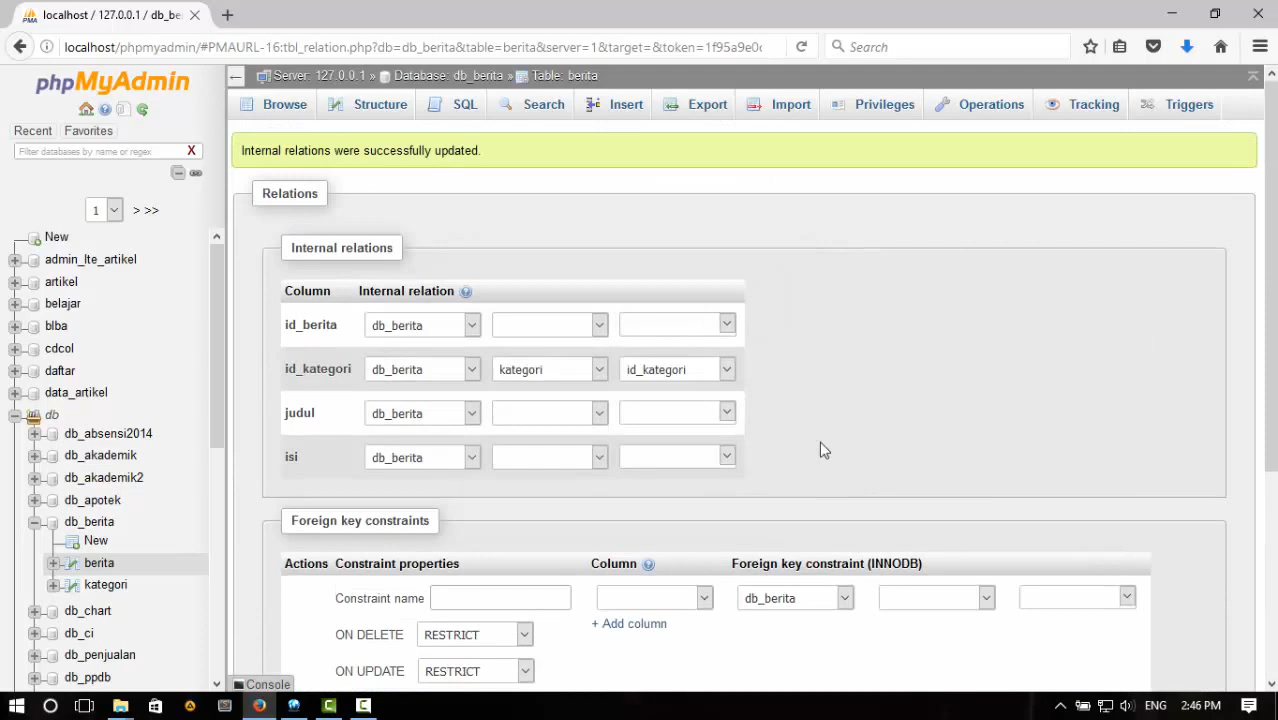 localhost / 127.0.0.1 / db_be
localhost/phpmyadmin/#PMAURL-16:tbl_relation.php?db=db_berita&table=berita&server=1&target=&token=1f95a9e0c
Search
phpMyAdmin
Recent
Favorites
Filter databases by name or regex
X
1
> >>
New
admin_lte_artikel
artikel
belajar
blba
cdcol
daftar
data_artikel
db
db_absensi2014
db_akademik
db_akademik2
db_apotek
db_berita
New
berita
kategori
db_chart
db_ci
db_penjualan
db_ppdb
Server: 127.0.0.1 » Database: db_berita » Table: berita
Browse
Structure
SQL
Search
Insert
Export
Import
Privileges
Operations
Tracking
Triggers
Internal relations were successfully updated.
Relations
Internal relations
Column Internal relation
id_berita db_berita
id_kategori db_berita kategori id_kategori
judul db_berita
isi db_berita
Foreign key constraints
Actions Constraint properties Column Foreign key constraint (INNODB)
Constraint name db_berita
ON DELETE RESTRICT
+ Add column
ON UPDATE RESTRICT
Console
ENG 2:46 PM